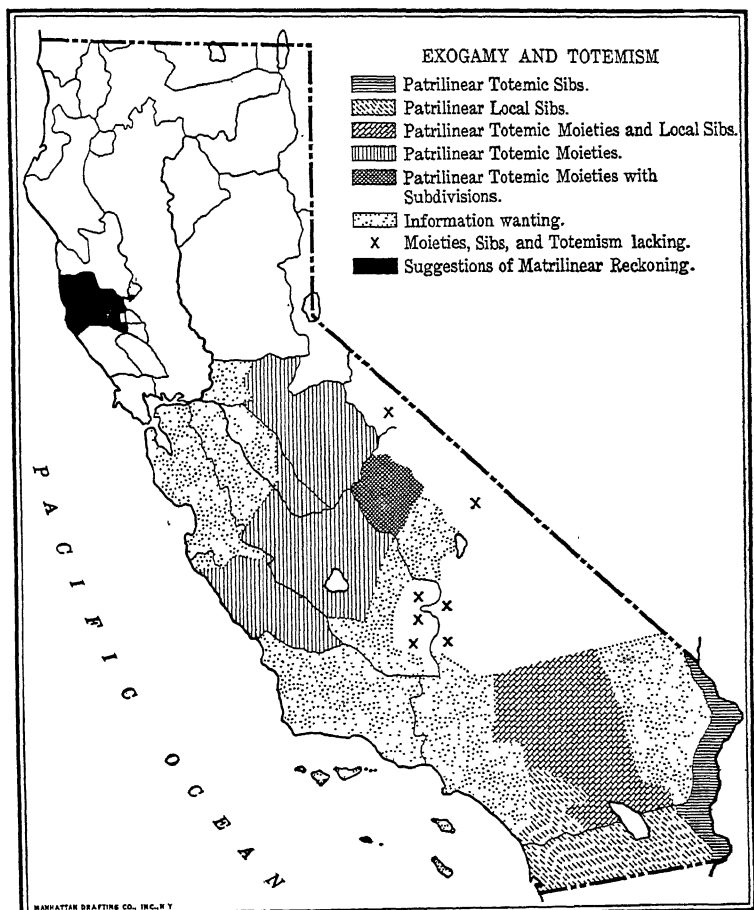 EXOGAMY AND TOTEMISM
Patrilinear Totemic Sibs.
Patrilinear Local Sibs.
Patrilinear Totemic Moieties and Local Sibs.
Patrilinear Totemic Moieties.
Patrilinear Totemic Moieties with
Subdivisions.
Information wanting.
x Moieties, Sibs, and Totemism lacking.
Suggestions of Matrilinear Reckoning.
x
x
x
x
x
x
x
PACIFIC OCEAN
MANHATTAN DRAFTING CO., INC., N Y